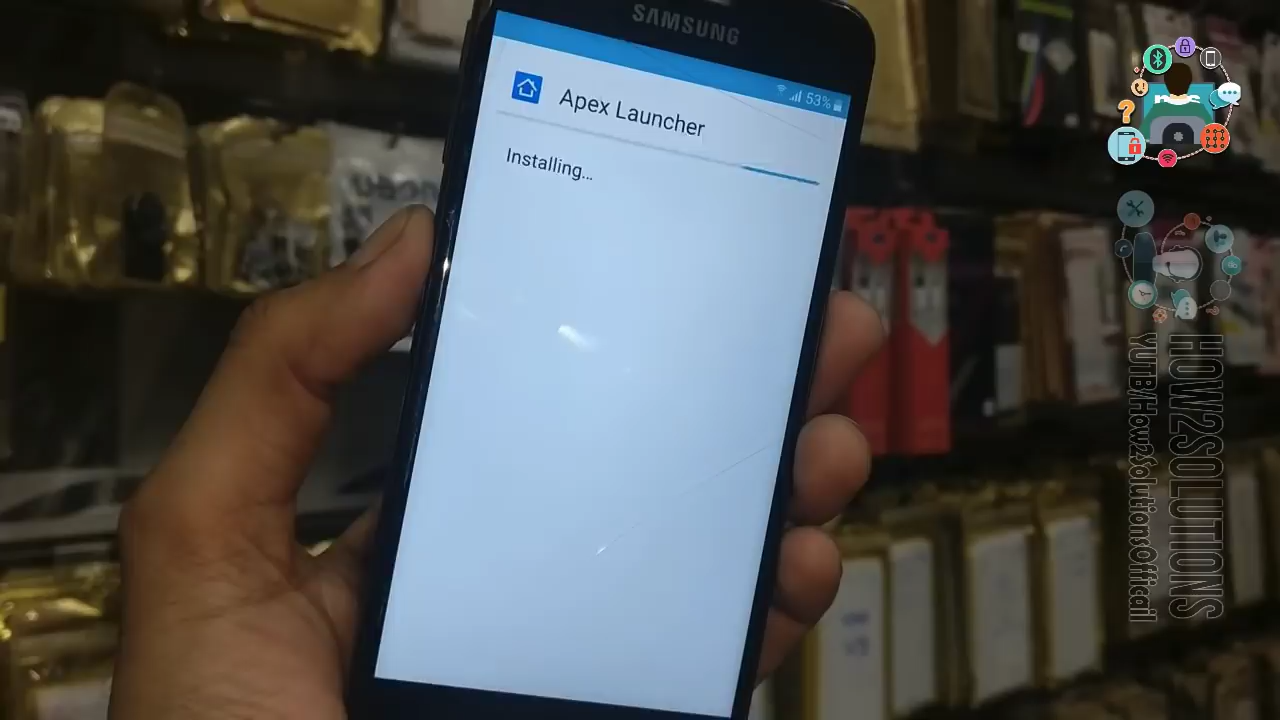 SAMSUNG
53%
Apex Launcher
Installing...
HOW2SOLUTIONS
YUTB/How2SolutionsOfficail